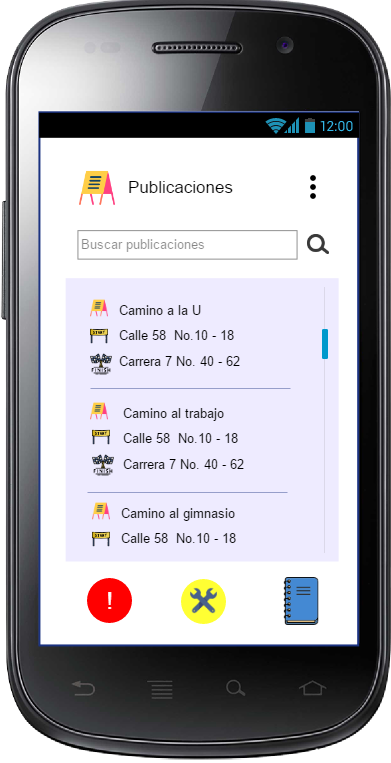 12:00
Publicaciones
Buscar publicaciones
Camino a la U
START
Calle 58 No.10 - 18
FINISH
Carrera 7 No. 40 - 62
Camino al trabajo
START
Calle 58 No.10 - 18
FINISH
Carrera 7 No. 40 - 62
Camino al gimnasio
START
Calle 58 No.10 - 18
!